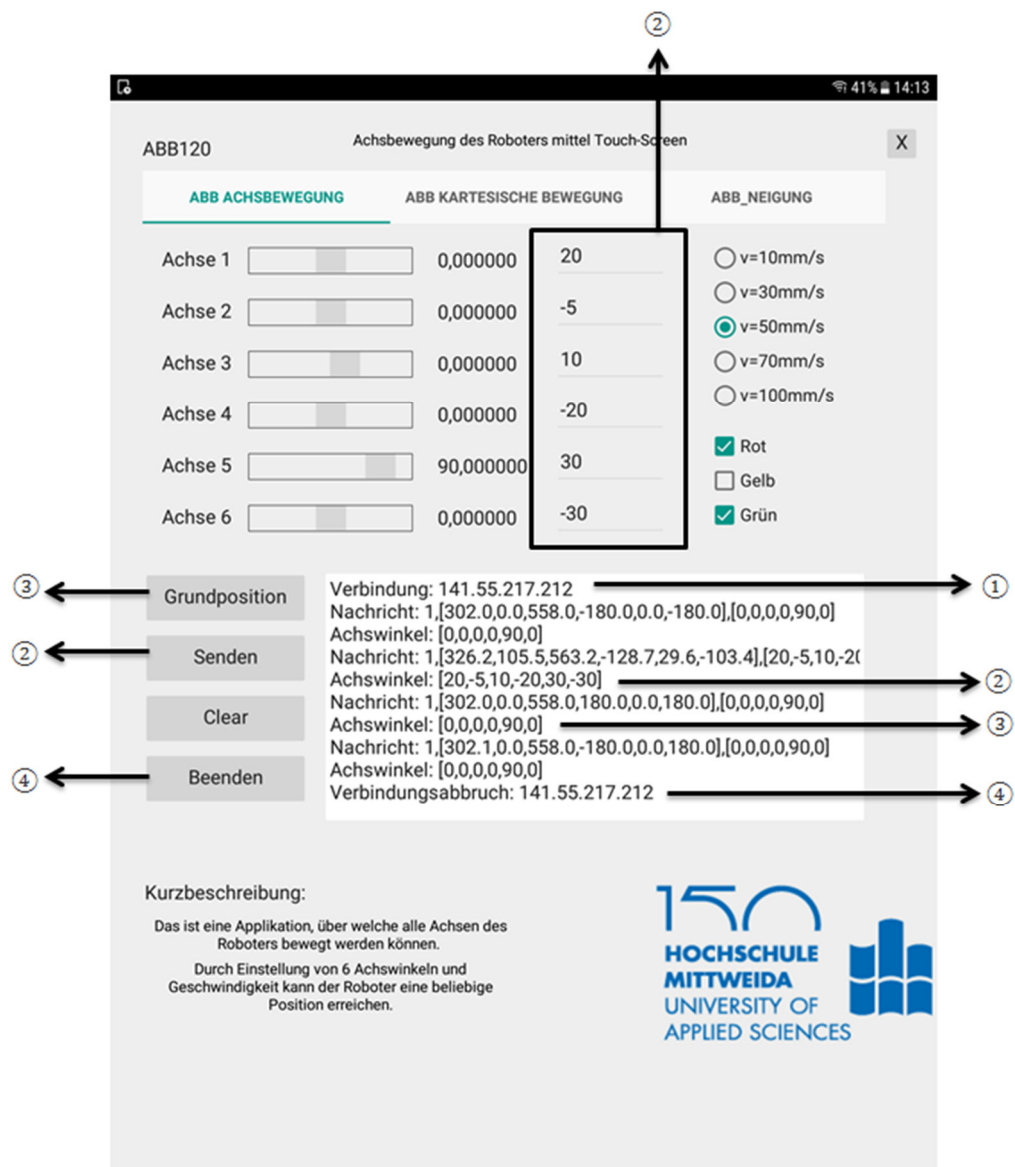 ②
41% 14:13
ABB120
Achsbewegung des Roboters mittel Touch-Screen
X
ABB ACHSBEWEGUNG
ABB KARTESISCHE BEWEGUNG
ABB_NEIGUNG
Achse 1 0,000000 20
Achse 2 0,000000 -5
Achse 3 0,000000 10
Achse 4 0,000000 -20
Achse 5 90,000000 30
Achse 6 0,000000 -30
v=10mm/s
v=30mm/s
v=50mm/s
v=70mm/s
v=100mm/s
Rot
Gelb
Grün
③ Grundposition
② Senden
Clear
④ Beenden
Verbindung: 141.55.217.212 ①
Nachricht: 1,[302.0,0.0,558.0,-180.0,0.0,-180.0],[0,0,0,0,90,0]
Achswinkel: [0,0,0,0,90,0]
Nachricht: 1,[326.2,105.5,563.2,-128.7,29.6,-103.4],[20,-5,10,-20
Achswinkel: [20,-5,10,-20,30,-30] ②
Nachricht: 1,[302.0,0.0,558.0,180.0,0.0,180.0],[0,0,0,0,90,0]
Achswinkel: [0,0,0,0,90,0] ③
Nachricht: 1,[302.1,0.0,558.0,-180.0,0.0,180.0],[0,0,0,0,90,0]
Achswinkel: [0,0,0,0,90,0]
Verbindungsabbruch: 141.55.217.212 ④
Kurzbeschreibung:
Das ist eine Applikation, über welche alle Achsen des
Roboters bewegt werden können.
Durch Einstellung von 6 Achswinkeln und
Geschwindigkeit kann der Roboter eine beliebige
Position erreichen.
150
HOCHSCHULE
MITTWEIDA
UNIVERSITY OF
APPLIED SCIENCES